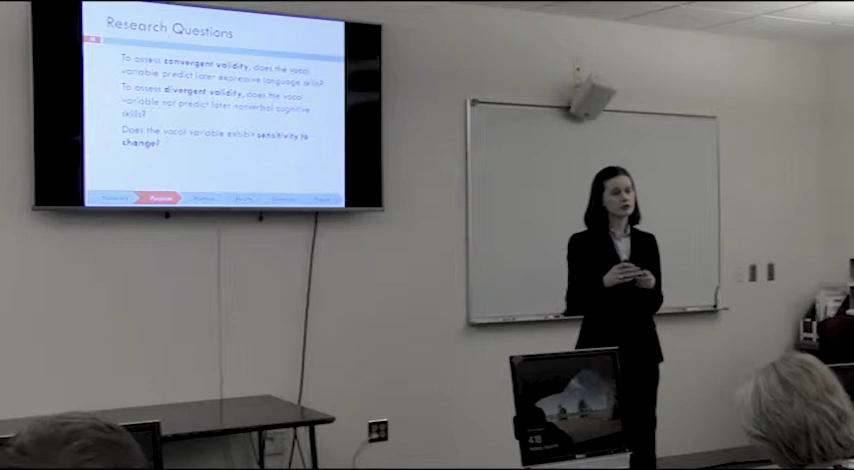 Research Questions
To assess convergent validity, does the vocal
variable predict later expressive language skills?
To assess divergent validity, does the vocal
variable not predict later nonverbal cognitive
skills?
Does the vocal variable exhibit sensitivity to
change?
Purpose